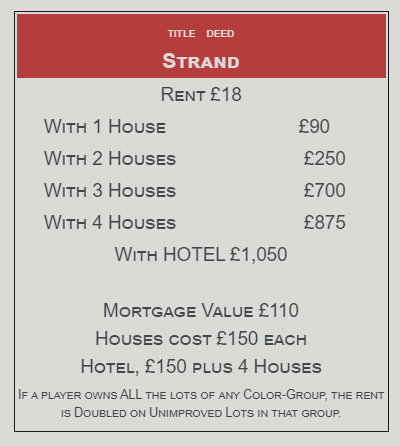 TITLE DEED
STRAND
RENT £18
WITH 1 HOUSE £90
WITH 2 HOUSES £250
WITH 3 HOUSES £700
WITH 4 HOUSES £875
WITH HOTEL £1,050
MORTGAGE VALUE £110
HOUSES COST £150 EACH
HOTEL, £150 PLUS 4 HOUSES
IF A PLAYER OWNS ALL THE LOTS OF ANY COLOR-GROUP, THE RENT
IS DOUBLED ON UNIMPROVED LOTS IN THAT GROUP.